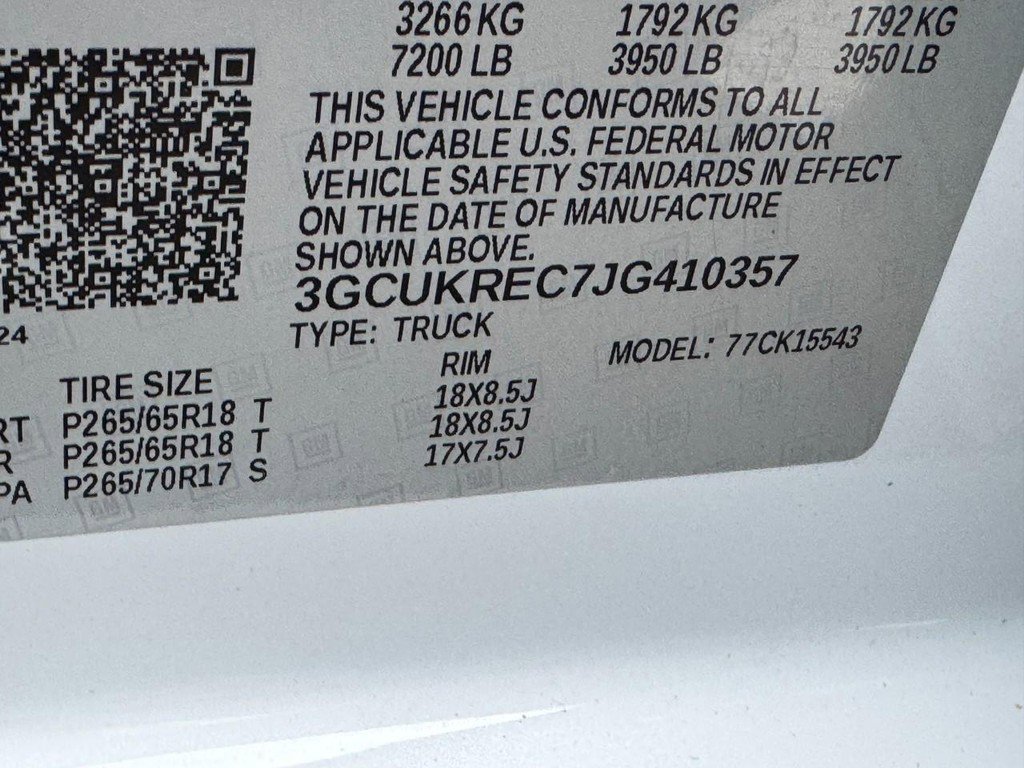 3266 KG 1792 KG 1792 KG
7200 LB 3950 LB 3950 LB
THIS VEHICLE CONFORMS TO ALL
APPLICABLE U.S. FEDERAL MOTOR
VEHICLE SAFETY STANDARDS IN EFFECT
ON THE DATE OF MANUFACTURE
SHOWN ABOVE.
3GCUKREC7JG410357
24
TYPE: TRUCK MODEL: 77CK15543
TIRE SIZE RIM
RT P265/65R18 T 18X8.5J
R P265/65R18 T 18X8.5J
PA P265/70R17 S 17X7.5J